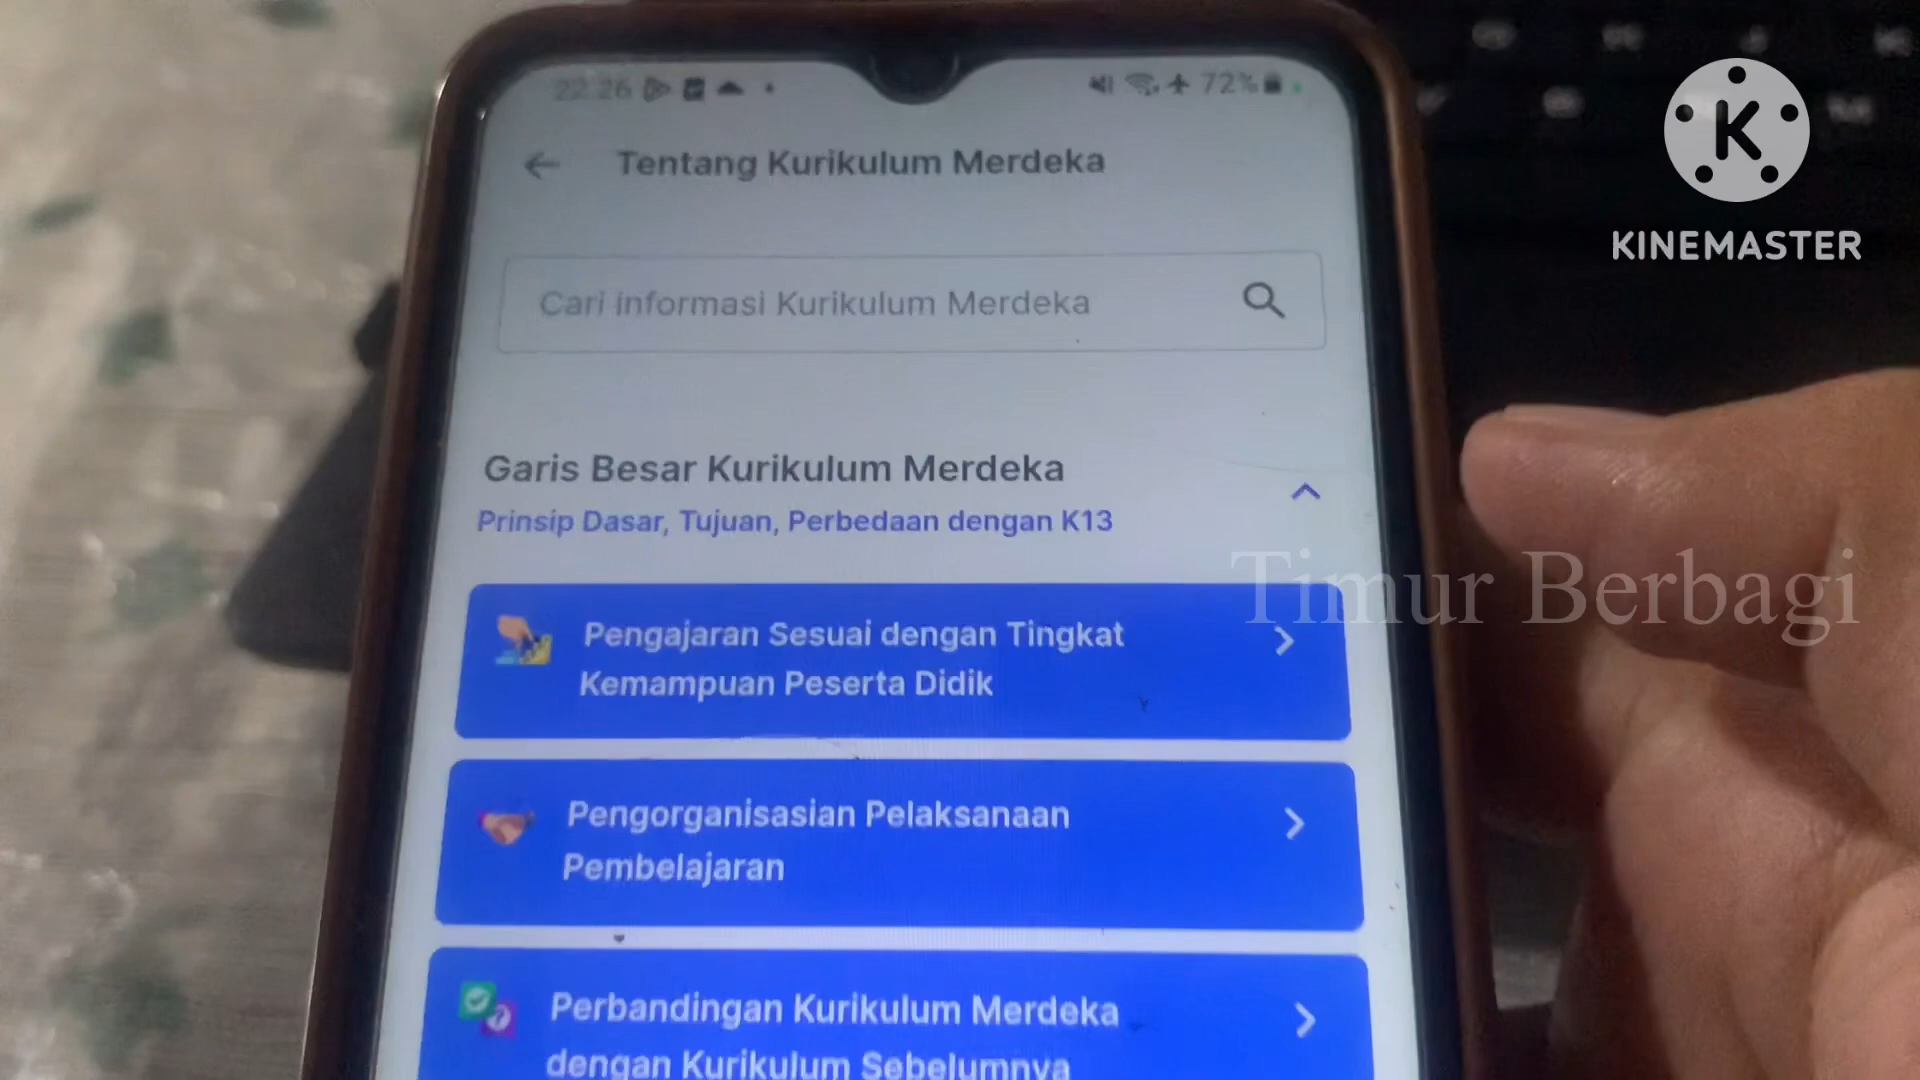 22:26 72%
Tentang Kurikulum Merdeka
Cari informasi Kurikulum Merdeka
Garis Besar Kurikulum Merdeka
Prinsip Dasar, Tujuan, Perbedaan dengan K13
Pengajaran Sesuai dengan Tingkat
Kemampuan Peserta Didik
Pengorganisasian Pelaksanaan
Pembelajaran
Perbandingan Kurikulum Merdeka
dengan Kurikulum Sebelumnya
K
KINEMASTER
Timur Berbagi